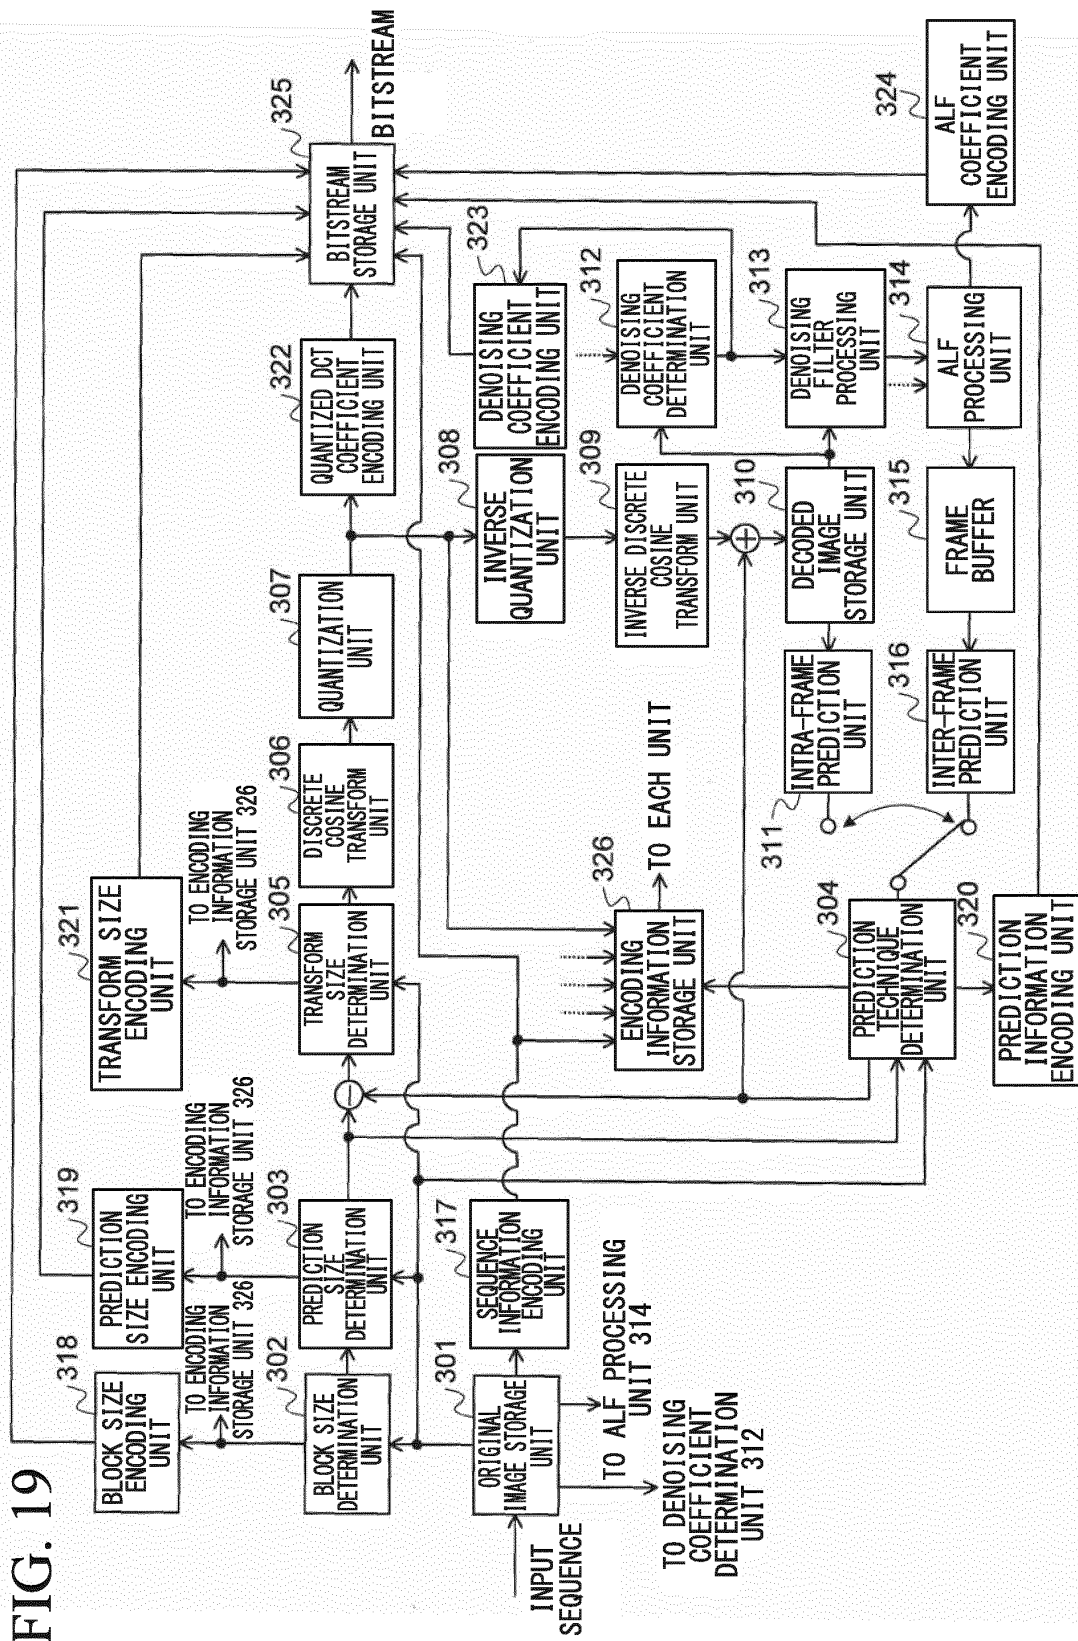 FIG. 19
318
BLOCK SIZE
ENCODING
UNIT
319
PREDICTION
SIZE ENCODING
UNIT
321
TRANSFORM SIZE
ENCODING
UNIT
TO ENCODING
INFORMATION
STORAGE UNIT 326
TO ENCODING
INFORMATION
STORAGE UNIT 326
TO ENCODING
INFORMATION
STORAGE UNIT 326
302
BLOCK SIZE
DETERMINATION
UNIT
303
PREDICTION
SIZE
DETERMINATION
UNIT
305
TRANSFORM
SIZE
DETERMINATION
UNIT
306
DISCRETE
COSINE
TRANSFORM
UNIT
307
QUANTIZATION
UNIT
322
QUANTIZED DCT
COEFFICIENT
ENCODING UNIT
325
BITSTREAM
STORAGE UNIT
BITSTREAM
INPUT
SEQUENCE
301
ORIGINAL
IMAGE STORAGE
UNIT
317
SEQUENCE
INFORMATION
ENCODING
UNIT
TO DENOISING
COEFFICIENT
DETERMINATION
UNIT 312
TO ALF PROCESSING
UNIT 314
326
ENCODING
INFORMATION
STORAGE UNIT
TO EACH UNIT
308
INVERSE
QUANTIZATION
UNIT
323
DENOISING
COEFFICIENT
ENCODING UNIT
309
INVERSE DISCRETE
COSINE
TRANSFORM UNIT
312
DENOISING
COEFFICIENT
DETERMINATION
UNIT
304
PREDICTION
TECHNIQUE
DETERMINATION
UNIT
311
INTRA-FRAME
PREDICTION
UNIT
310
DECODED
IMAGE
STORAGE UNIT
313
DENOISING
FILTER
PROCESSING
UNIT
320
PREDICTION
INFORMATION
ENCODING UNIT
316
INTER-FRAME
PREDICTION
UNIT
315
FRAME
BUFFER
314
ALF
PROCESSING
UNIT
324
ALF
COEFFICIENT
ENCODING UNIT